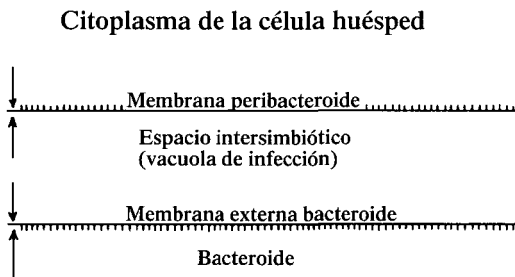 Citoplasma de la célula huésped
Membrana peribacteroide
Espacio intersimbiótico
(vacuola de infección)
Membrana externa bacteroide
Bacteroide